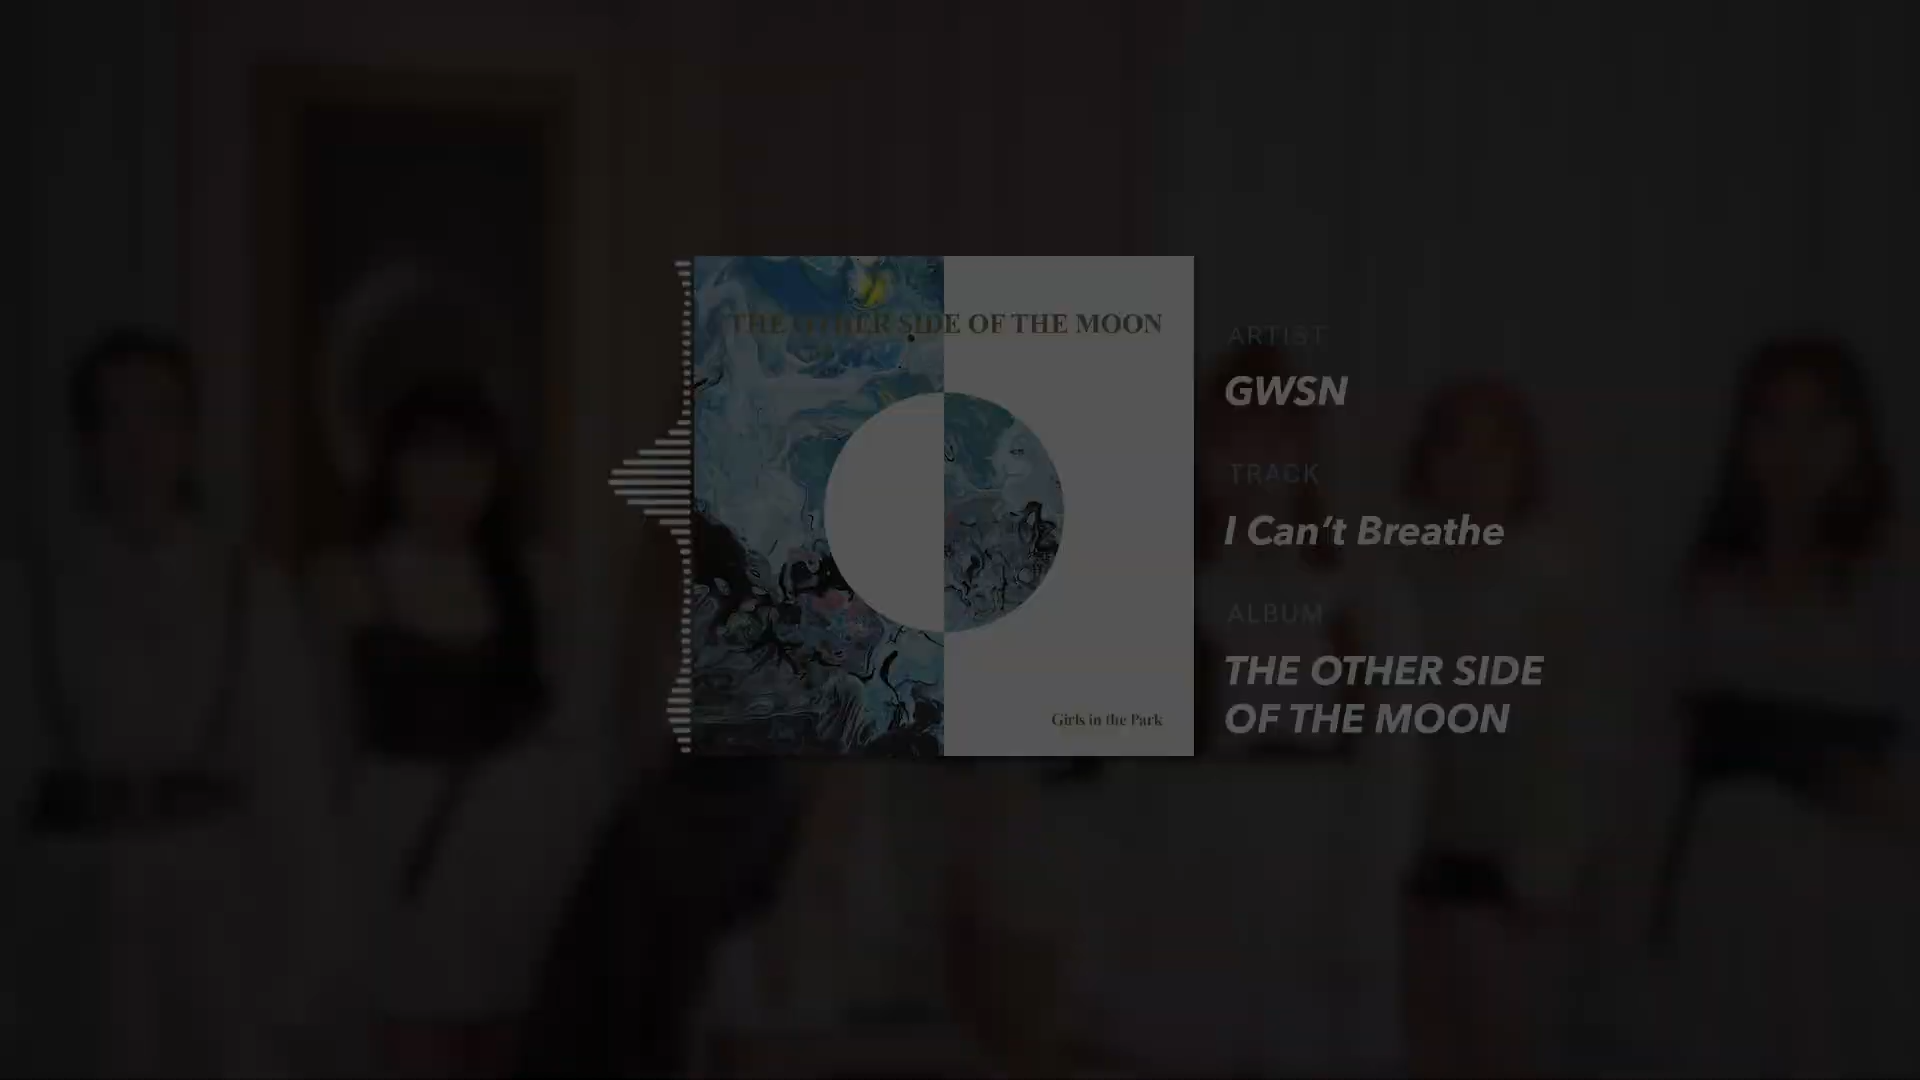 THE OTHER SIDE OF THE MOON
Girls in the Park
ARTIST
GWSN
TRACK
I Can’t Breathe
ALBUM
THE OTHER SIDE
OF THE MOON